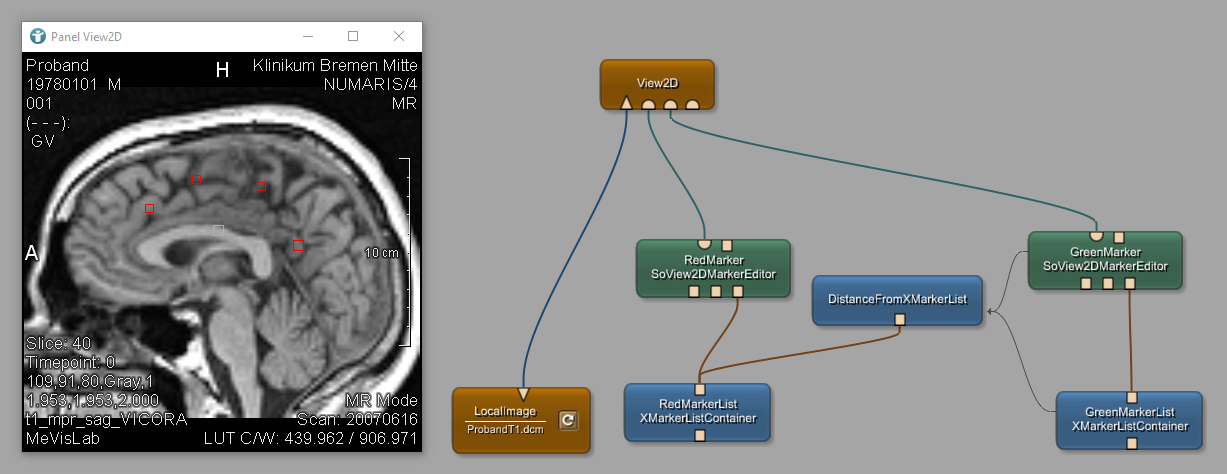 Panel View2D
Proband
19780101 M
001
(- - -):
GV
H
Klinikum Bremen Mitte
NUMARIS/4
MR
A
10 cm
Slice: 40
Timepoint: 0
109,91,80,Gray,1
1.953,1.953,2.000
t1_mpr_sag_VICORA
MeVisLab
MR Mode
Scan: 20070616
LUT C/W: 439.962 / 906.971
View2D
RedMarker
SoView2DMarkerEditor
GreenMarker
SoView2DMarkerEditor
DistanceFromXMarkerList
LocalImage
ProbandT1.dcm
RedMarkerList
XMarkerListContainer
GreenMarkerList
XMarkerListContainer